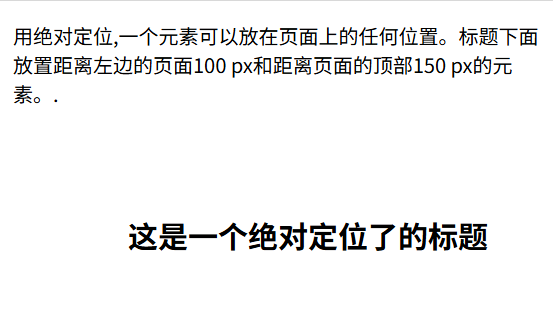 用绝对定位,一个元素可以放在页面上的任何位置。标题下面
放置距离左边的页面100 px和距离页面的顶部150 px的元
素。.
这是一个绝对定位了的标题